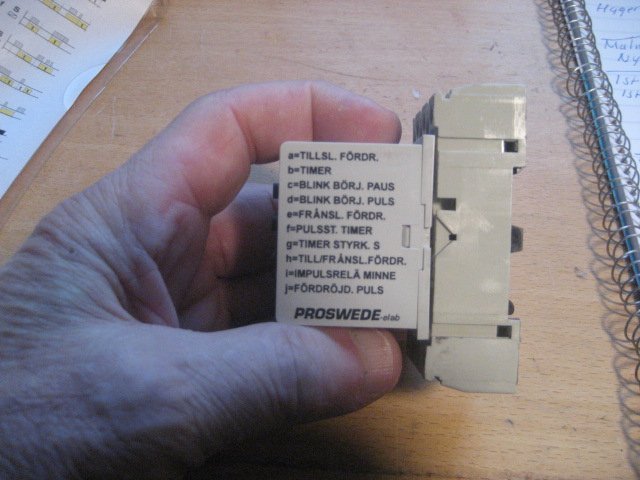 a=TILLSL. FÖRDR.
b=TIMER
c=BLINK BÖRJ. PAUS
d=BLINK BÖRJ. PULS
e=FRÅNSL. FÖRDR.
f=PULSST. TIMER
g=TIMER STYRK. S
h=TILL/FRÅNSL.FÖRDR.
i=IMPULSRELÄ MINNE
j=FÖRDRÖJD. PULS
PROSWEDE-elab
S
S